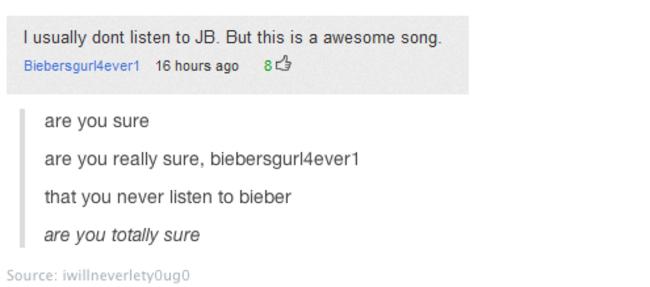 I usually dont listen to JB. But this is a awesome song.
Biebersgurl4ever1 16 hours ago 8
are you sure
are you really sure, biebersgurl4ever1
that you never listen to bieber
are you totally sure
Source: iwillneverlety0ug0